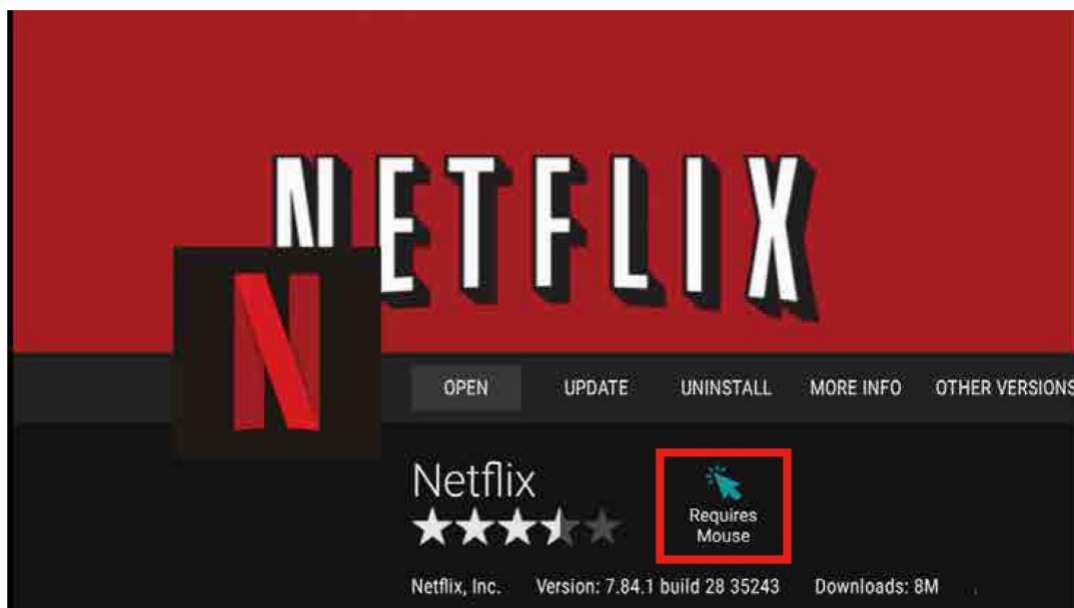 NETFLIX
N
OPEN UPDATE UNINSTALL MORE INFO OTHER VERSIONS
Netflix
Requires
Mouse
Netflix, Inc. Version: 7.84.1 build 28 35243 Downloads: 8M